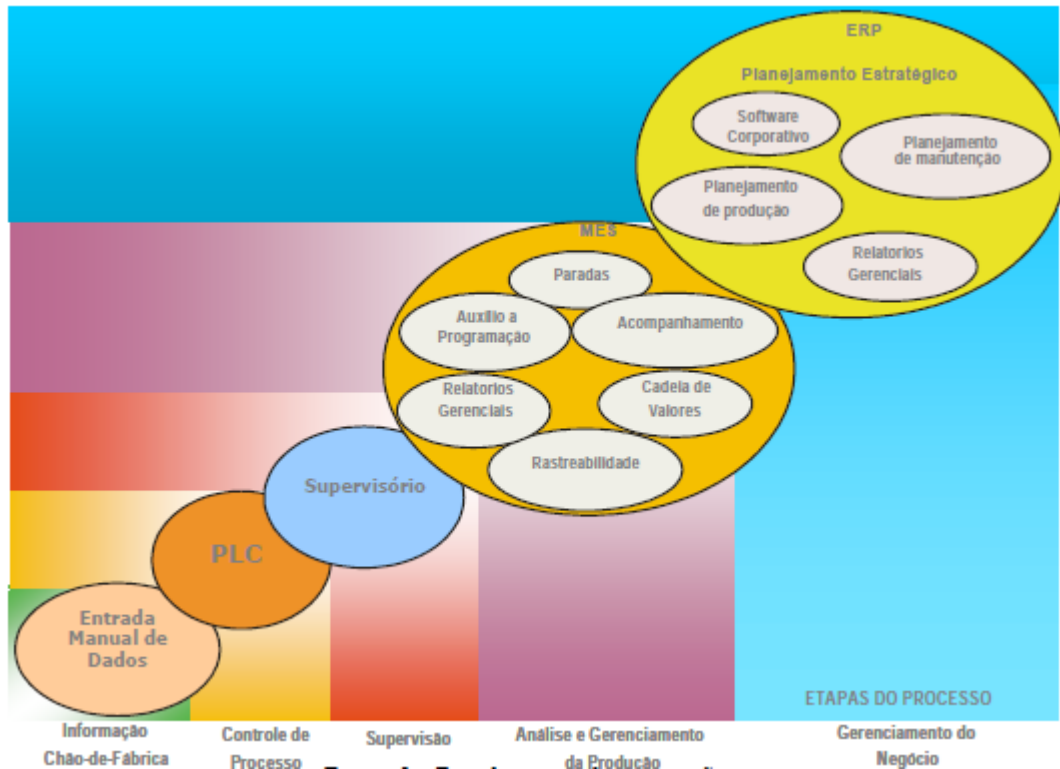 ERP
Planejamento Estratégico
Software
Corporativo
Planejamento
de manutenção
Planejamento
de produção
Relatorios
Gerenciais
MES
Paradas
Auxílio a
Programação
Acompanhamento
Relatorios
Gerenciais
Cadeia de
Valores
Rastreabilidade
Supervisório
PLC
Entrada
Manual de
Dados
ETAPAS DO PROCESSO
Informação
Chão-de-Fábrica
Controle de
Processo
Supervisão
Análise e Gerenciamento
da Produção
Gerenciamento do
Negócio